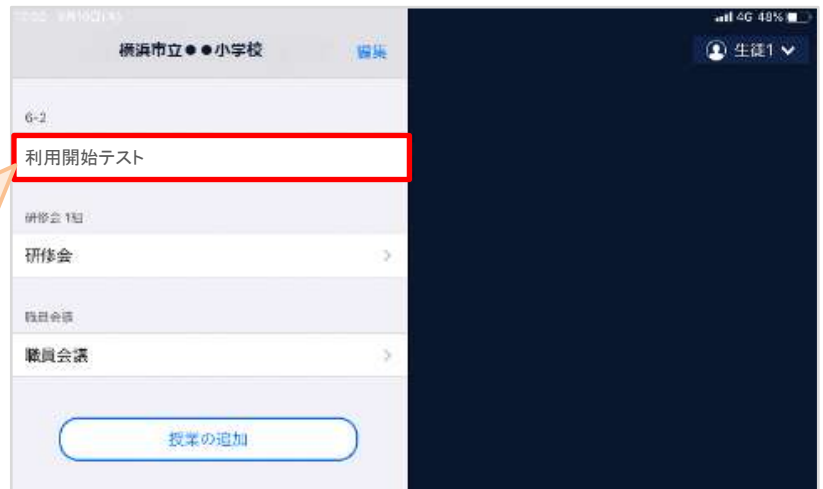 4G 48%
横浜市立●●小学校
編集
生徒1
6-2
利用開始テスト
研修会 1組
研修会
職員会議
職員会議
授業の追加